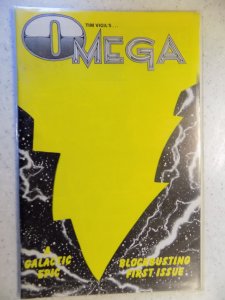 TIM VIGIL'S...
OMEGA
A
GALACTIC
EPIC
BLOCKBUSTING
FIRST ISSUE